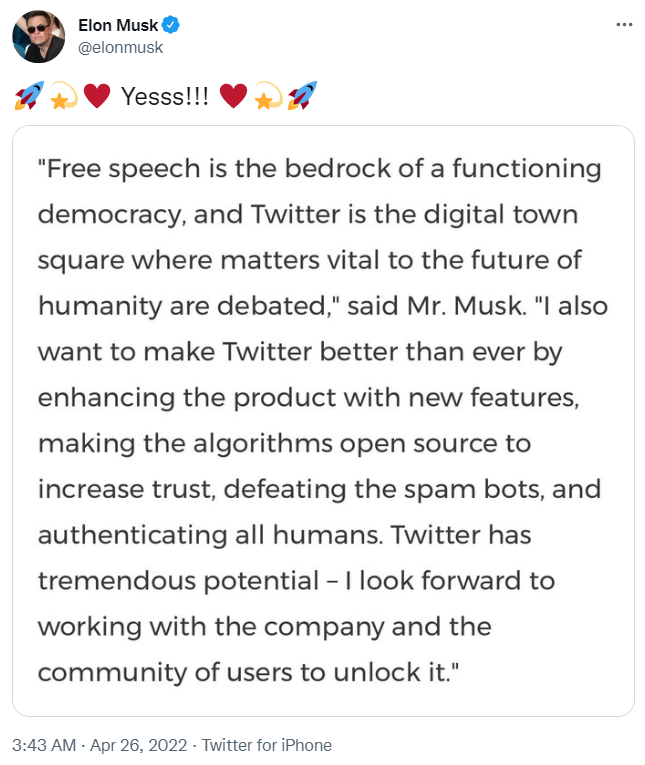 Elon Musk
@elonmusk
🚀💫♥ Yesss!!! ♥💫🚀
"Free speech is the bedrock of a functioning
democracy, and Twitter is the digital town
square where matters vital to the future of
humanity are debated," said Mr. Musk. "I also
want to make Twitter better than ever by
enhancing the product with new features,
making the algorithms open source to
increase trust, defeating the spam bots, and
authenticating all humans. Twitter has
tremendous potential – I look forward to
working with the company and the
community of users to unlock it."
3:43 AM · Apr 26, 2022 · Twitter for iPhone